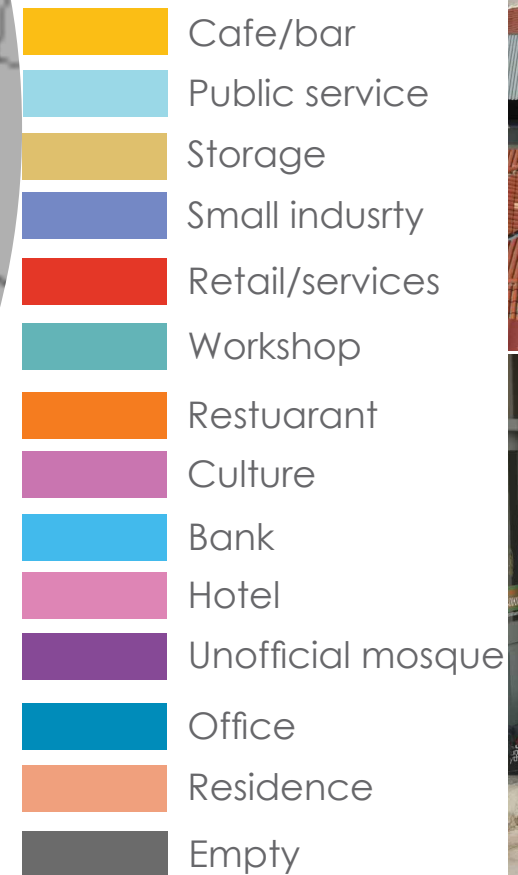 Cafe/bar
Public service
Storage
Small indusrty
Retail/services
Workshop
Restuarant
Culture
Bank
Hotel
Unofficial mosque
Office
Residence
Empty